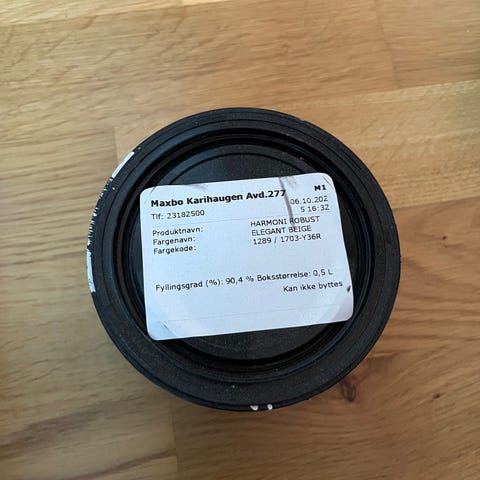 Maxbo Karihaugen Avd.277 M1
Tlf: 23182500 06.10.202
5 16:32
Produktnavn: HARMONI ROBUST
Fargenavn: ELEGANT BEIGE
Fargekode: 1289 / 1703-Y36R
Fyllingsgrad (%): 90,4 % Boksstørrelse: 0,5 L
Kan ikke byttes